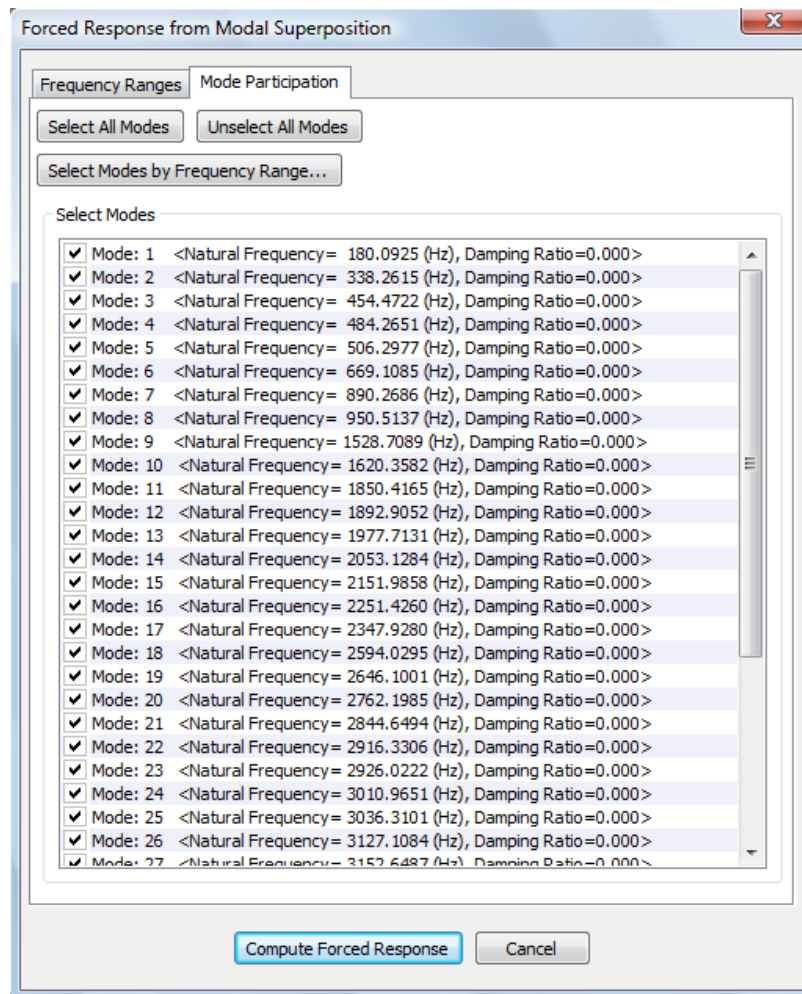 Forced Response from Modal Superposition
Frequency Ranges Mode Participation
Select All Modes Unselect All Modes
Select Modes by Frequency Range...
Select Modes
Mode: 1 <Natural Frequency= 180.0925 (Hz), Damping Ratio=0.000>
Mode: 2 <Natural Frequency= 338.2615 (Hz), Damping Ratio=0.000>
Mode: 3 <Natural Frequency= 454.4722 (Hz), Damping Ratio=0.000>
Mode: 4 <Natural Frequency= 484.2651 (Hz), Damping Ratio=0.000>
Mode: 5 <Natural Frequency= 506.2977 (Hz), Damping Ratio=0.000>
Mode: 6 <Natural Frequency= 669.1085 (Hz), Damping Ratio=0.000>
Mode: 7 <Natural Frequency= 890.2686 (Hz), Damping Ratio=0.000>
Mode: 8 <Natural Frequency= 950.5137 (Hz), Damping Ratio=0.000>
Mode: 9 <Natural Frequency= 1528.7089 (Hz), Damping Ratio=0.000>
Mode: 10 <Natural Frequency= 1620.3582 (Hz), Damping Ratio=0.000>
Mode: 11 <Natural Frequency= 1850.4165 (Hz), Damping Ratio=0.000>
Mode: 12 <Natural Frequency= 1892.9052 (Hz), Damping Ratio=0.000>
Mode: 13 <Natural Frequency= 1977.7131 (Hz), Damping Ratio=0.000>
Mode: 14 <Natural Frequency= 2053.1284 (Hz), Damping Ratio=0.000>
Mode: 15 <Natural Frequency= 2151.9858 (Hz), Damping Ratio=0.000>
Mode: 16 <Natural Frequency= 2251.4260 (Hz), Damping Ratio=0.000>
Mode: 17 <Natural Frequency= 2347.9280 (Hz), Damping Ratio=0.000>
Mode: 18 <Natural Frequency= 2594.0295 (Hz), Damping Ratio=0.000>
Mode: 19 <Natural Frequency= 2646.1001 (Hz), Damping Ratio=0.000>
Mode: 20 <Natural Frequency= 2762.1985 (Hz), Damping Ratio=0.000>
Mode: 21 <Natural Frequency= 2844.6494 (Hz), Damping Ratio=0.000>
Mode: 22 <Natural Frequency= 2916.3306 (Hz), Damping Ratio=0.000>
Mode: 23 <Natural Frequency= 2926.0222 (Hz), Damping Ratio=0.000>
Mode: 24 <Natural Frequency= 3010.9651 (Hz), Damping Ratio=0.000>
Mode: 25 <Natural Frequency= 3036.3101 (Hz), Damping Ratio=0.000>
Mode: 26 <Natural Frequency= 3127.1084 (Hz), Damping Ratio=0.000>
Mode: 27 <Natural Frequency= 3152.6487 (Hz), Damping Ratio=0.000>
Compute Forced Response Cancel